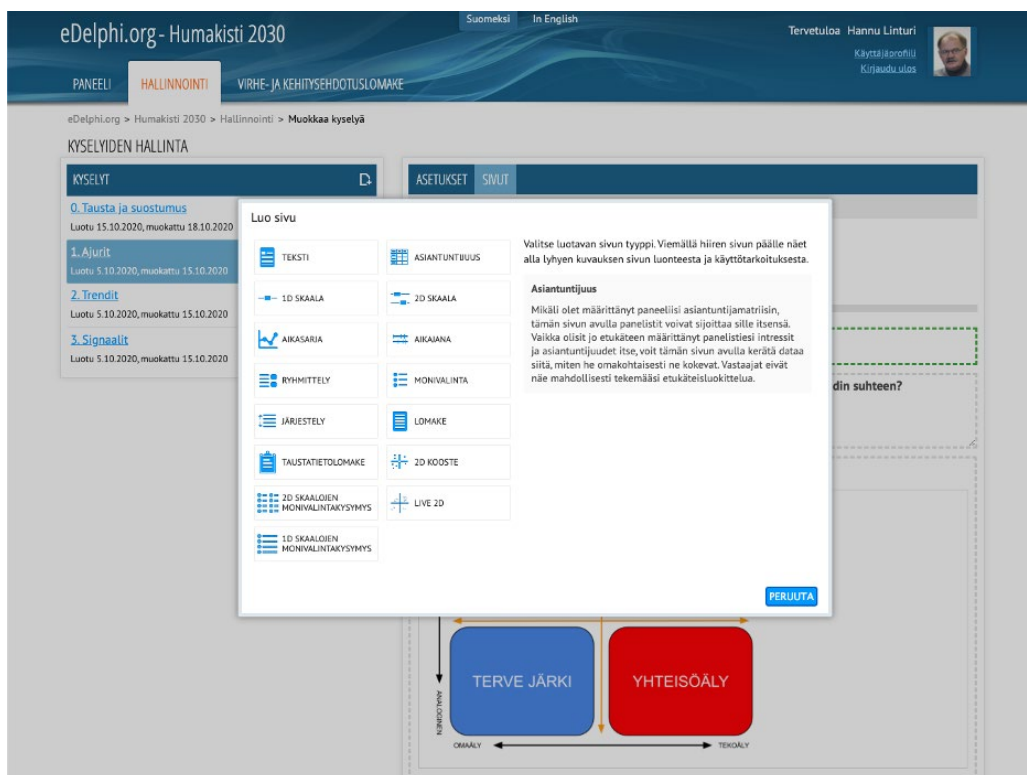 Suomeksi In English
eDelphi.org - Humakisti 2030
Tervetuloa Hannu Linturi
Käyttäjäprofiili
Kirjaudu ulos
PANEELI HALLINNOINTI VIRHE- JA KEHITYSEHDOTUSLOMAKE
eDelphi.org > Humakisti 2030 > Hallinnointi > Muokkaa kyselyä
KYSELYIDEN HALLINTA
KYSELYT
0. Tausta ja suostumus
Luotu 15.10.2020, muokattu 18.10.2020
1. Ajurit
Luotu 5.10.2020, muokattu 15.10.2020
2. Trendit
Luotu 5.10.2020, muokattu 15.10.2020
3. Signaalit
Luotu 5.10.2020, muokattu 15.10.2020
ASETUKSET SIVUT
Luo sivu
TEKSTI
ASIANTUNTIJUUS
1D SKAALA
2D SKAALA
AIKASARJA
AIKAJANA
RYHMITTELY
MONIVALINTA
JÄRJESTELY
LOMAKE
TAUSTATIETOLOMAKE
2D KOOSTE
2D SKAALOJEN
MONIVALINTAKYSYMYS
LIVE 2D
1D SKAALOJEN
MONIVALINTAKYSYMYS
Valitse luotavan sivun tyyppi. Viemällä hiiren sivun päälle näet
alla lyhyen kuvauksen sivun luonteesta ja käyttötarkoituksesta.
Asiantuntijuus
Mikäli olet määrittänyt paneeliisi asiantuntijamatriisin,
tämän sivun avulla panelistit voivat sijoittaa sille itsensä.
Vaikka olisit jo etukäteen määrittänyt panelistiesi intressit
ja asiantuntijuudet itse, voit tämän sivun avulla kerätä dataa
siitä, miten he omakohtaisesti ne kokevat. Vastaajat eivät
näe mahdollisesti tekemääsi etukäteisluokittelua.
PERUUTA
din suhteen?
TERVE JÄRKI
YHTEISÖÄLY
ANALOGINEN
OMAÄLY
TEKOÄLY